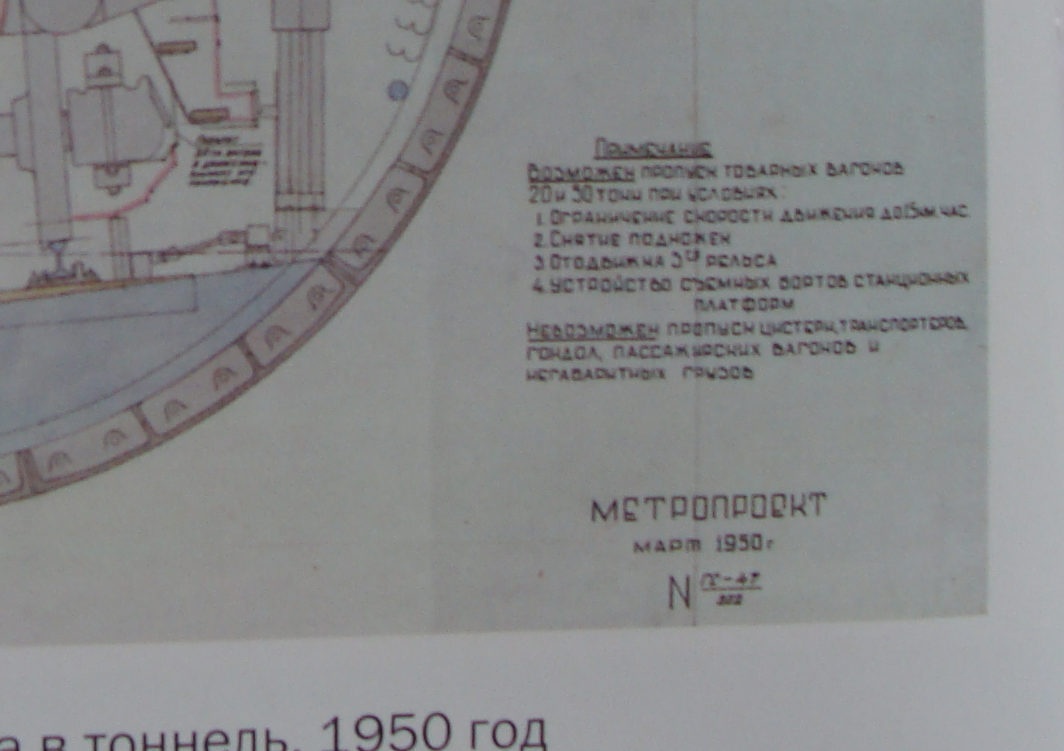 ПРИМЕЧАНИЕ
ВОЗМОЖЕН ПРОПУСК ТОВАРНЫХ ВАГОНОВ
20 и 50 тонн при условиях:
1. ОГРАНИЧЕНИЕ СКОРОСТИ ДВИЖЕНИЯ ДО 15 КМ. ЧАС
2. СНЯТИЕ ПОДНОЖЕК
3. ОТОДВИЖКА 3ГО РЕЛЬСА
4. УСТРОЙСТВО СЪЕМНЫХ БОРТОВ СТАНЦИОННЫХ
ПЛАТФОРМ
НЕВОЗМОЖЕН ПРОПУСК ЦИСТЕРН, ТРАНСПОРТЕРОВ,
ГОНДОЛ, ПАССАЖИРСКИХ ВАГОНОВ И
НЕГАБАРИТНЫХ ГРУЗОВ
МЕТРОПРОЕКТ
МАРТ 1950 г
N
а в тоннель. 1950 год